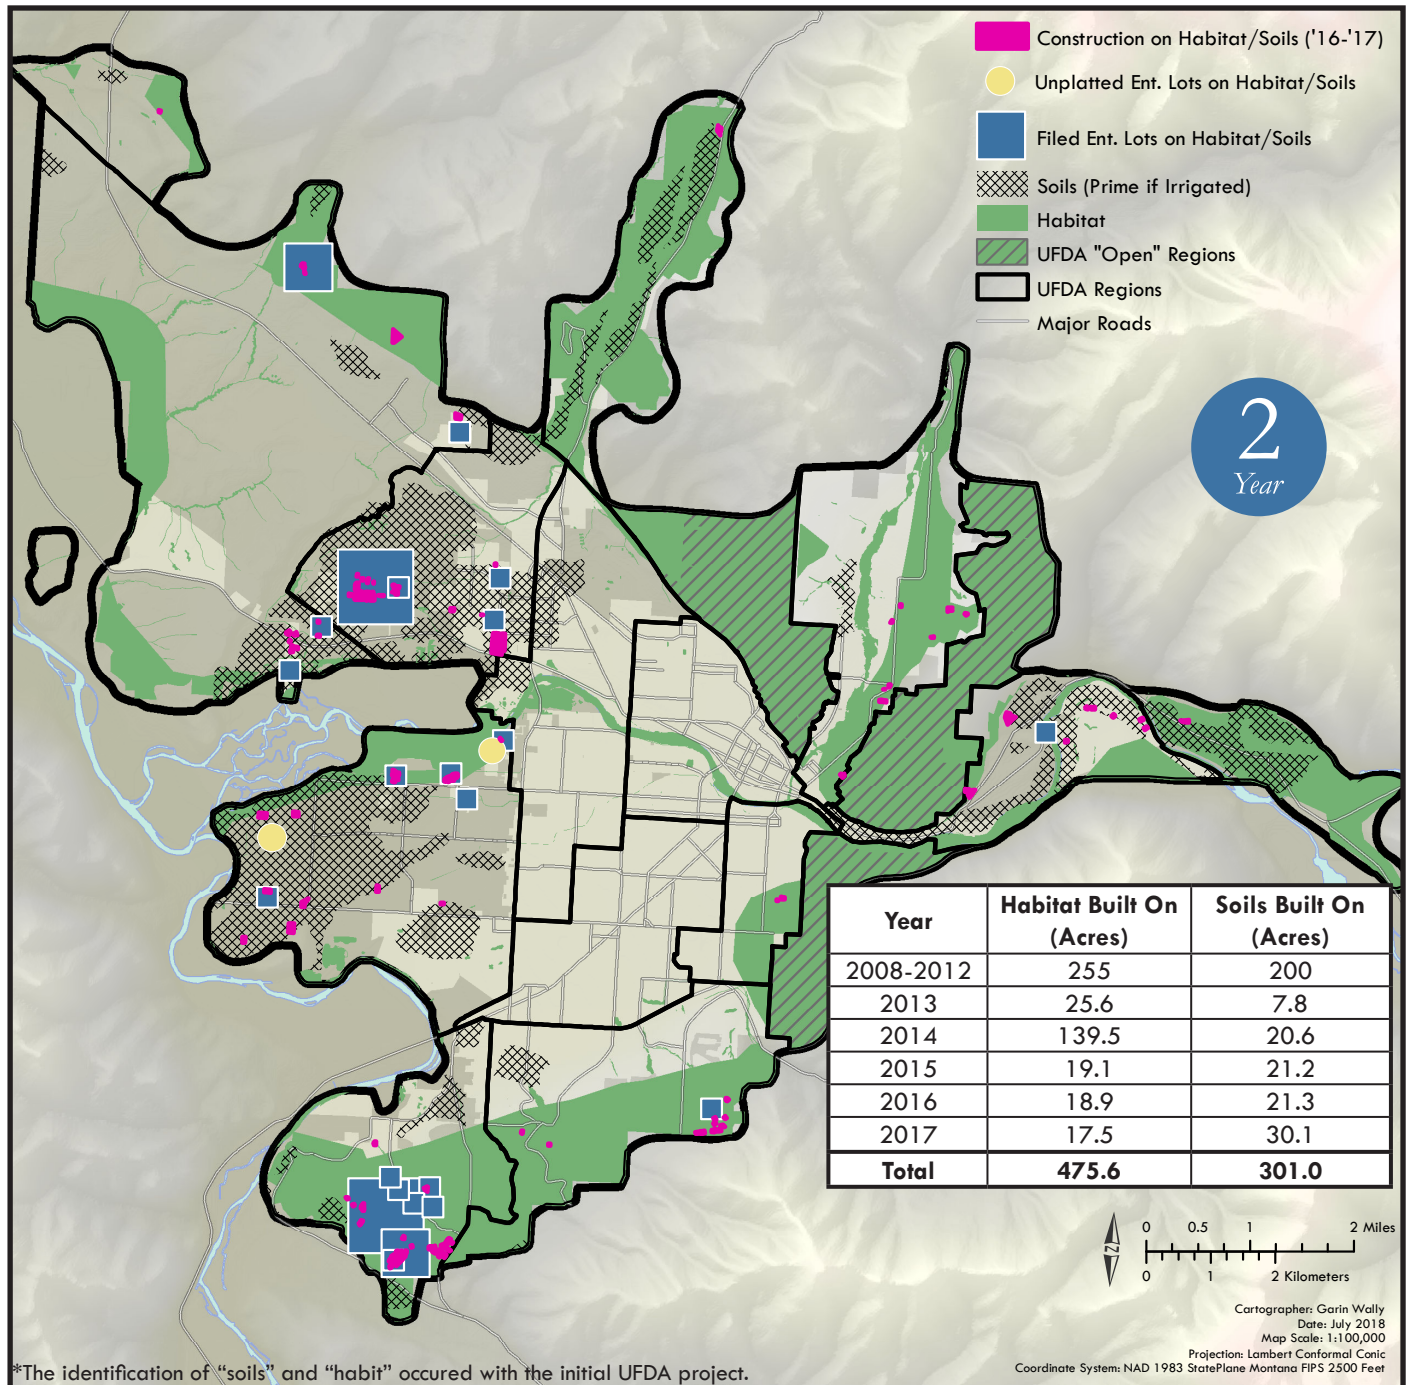 Construction on Habitat/Soils ('16-'17)
Unplatted Ent. Lots on Habitat/Soils
Filed Ent. Lots on Habitat/Soils
Soils (Prime if Irrigated)
Habitat
UFDA "Open" Regions
UFDA Regions
Major Roads
2
Year
Year Habitat Built On (Acres) Soils Built On (Acres)
2008-2012 255 200
2013 25.6 7.8
2014 139.5 20.6
2015 19.1 21.2
2016 18.9 21.3
2017 17.5 30.1
Total 475.6 301.0
N
0 0.5 1 2 Miles
0 1 2 Kilometers
Cartographer: Garin Wally
Date: July 2018
Map Scale: 1:100,000
Projection: Lambert Conformal Conic
Coordinate System: NAD 1983 StatePlane Montana FIPS 2500 Feet
*The identification of “soils” and “habit” occured with the initial UFDA project.